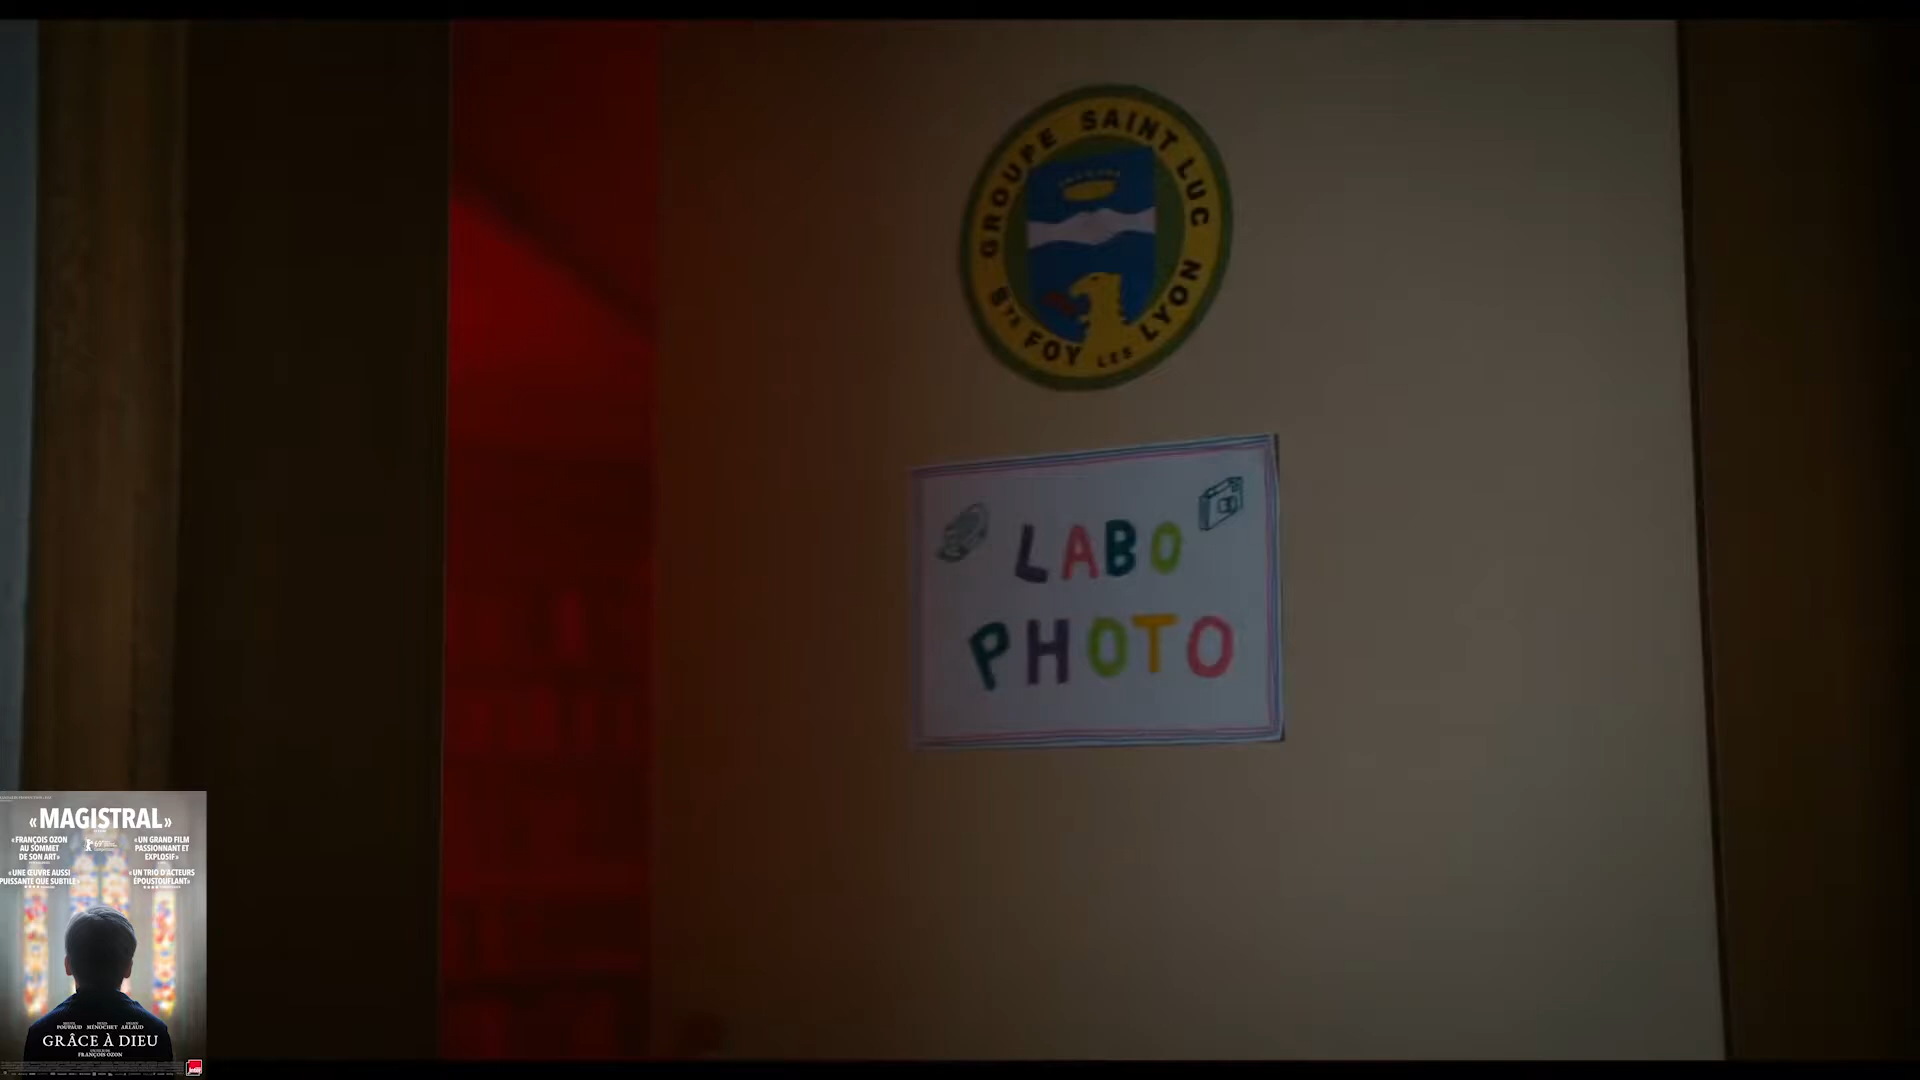 GROUPE SAINT LUC
STE FOY LES LYON
LABO
PHOTO
« MAGISTRAL »
« FRANÇOIS OZON
AU SOMMET
DE SON ART »
« UN GRAND FILM
PASSIONNANT ET
EXPLOSIF »
« UNE ŒUVRE AUSSI
PUISSANTE QUE SUBTILE »
« UN TRIO D'ACTEURS
ÉPOUSTOUFLANT »
POUPAUD MÉNOCHET ARLAUD
GRÂCE À DIEU
FRANÇOIS OZON